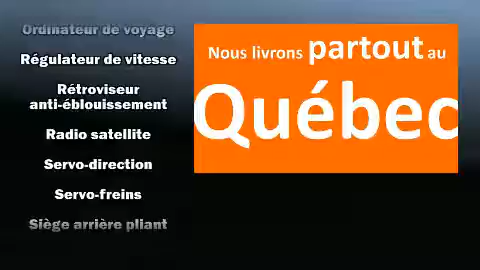 Ordinateur de voyage
Régulateur de vitesse
Rétroviseur
anti-éblouissement
Radio satellite
Servo-direction
Servo-freins
Siège arrière pliant
Nous livrons partout au
Québec